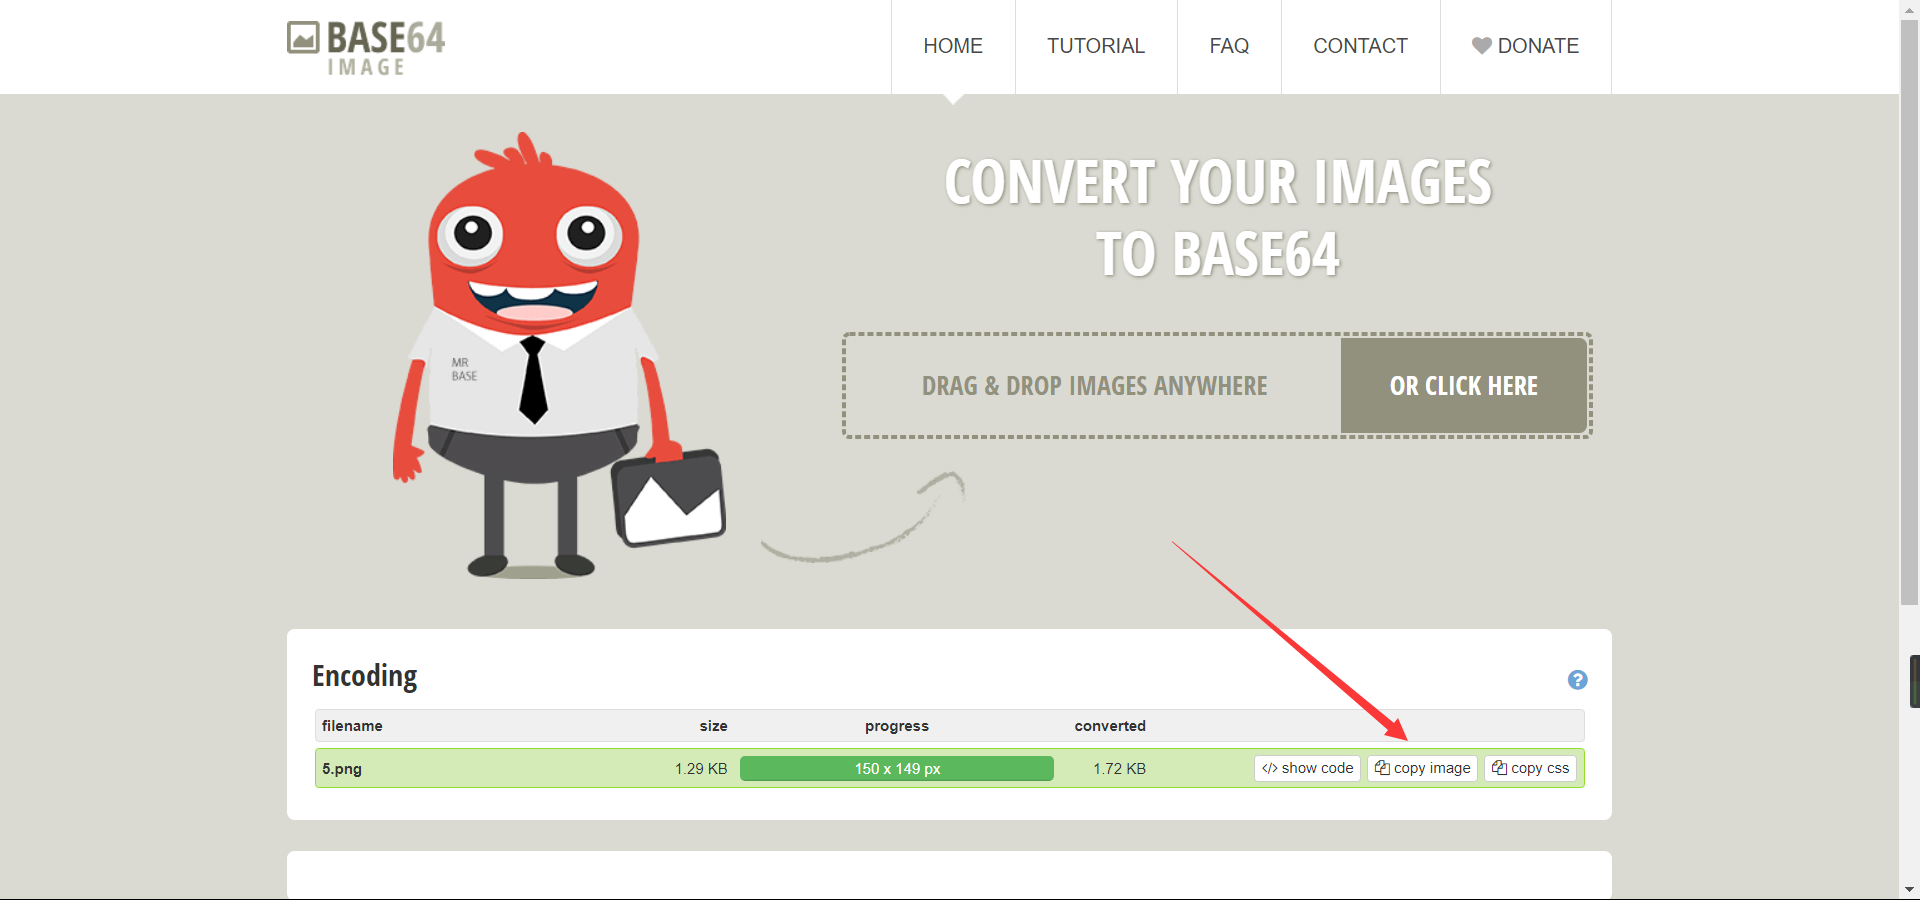 BASE64
IMAGE
HOME
TUTORIAL
FAQ
CONTACT
DONATE
CONVERT YOUR IMAGES
TO BASE64
MR
BASE
DRAG & DROP IMAGES ANYWHERE
OR CLICK HERE
Encoding
?
filename size progress converted
5.png 1.29 KB 150 x 149 px 1.72 KB </> show code copy image copy css